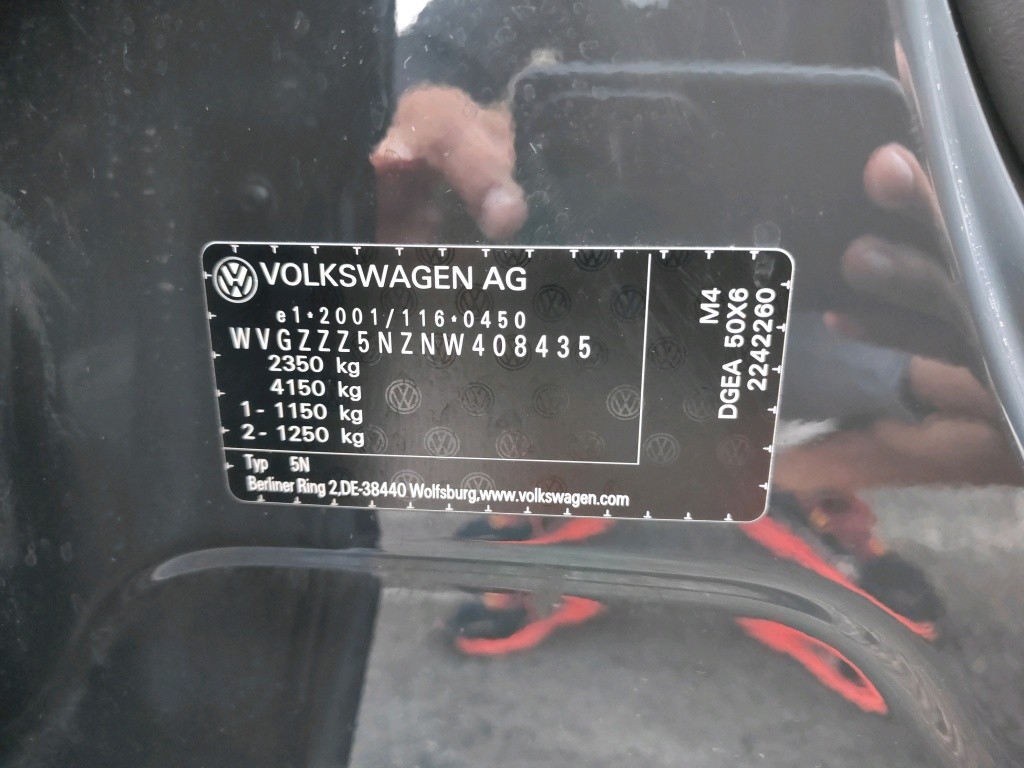 VOLKSWAGEN AG
e1*2001/116*0450
WVGZZZ5NZNW408435
2350 kg
4150 kg
1- 1150 kg
2- 1250 kg
Typ 5N
Berliner Ring 2,DE-38440 Wolfsburg,www.volkswagen.com
M4
DGEA 50X6
2242260